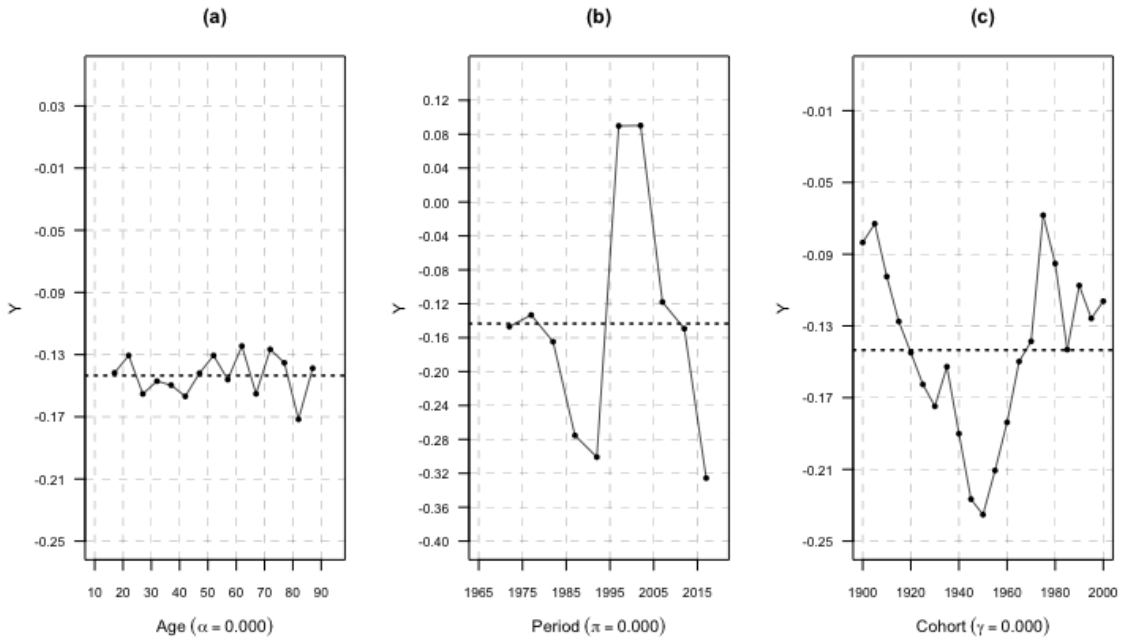 (a)
Y
0.03
-0.01
-0.05
-0.09
-0.13
-0.17
-0.21
-0.25
10 20 30 40 50 60 70 80 90
Age (α = 0.000)
(b)
Y
0.12
0.08
0.04
0.00
-0.04
-0.08
-0.12
-0.16
-0.20
-0.24
-0.28
-0.32
-0.36
-0.40
1965 1975 1985 1995 2005 2015
Period (π = 0.000)
(c)
Y
-0.01
-0.05
-0.09
-0.13
-0.17
-0.21
-0.25
1900 1920 1940 1960 1980 2000
Cohort (γ = 0.000)